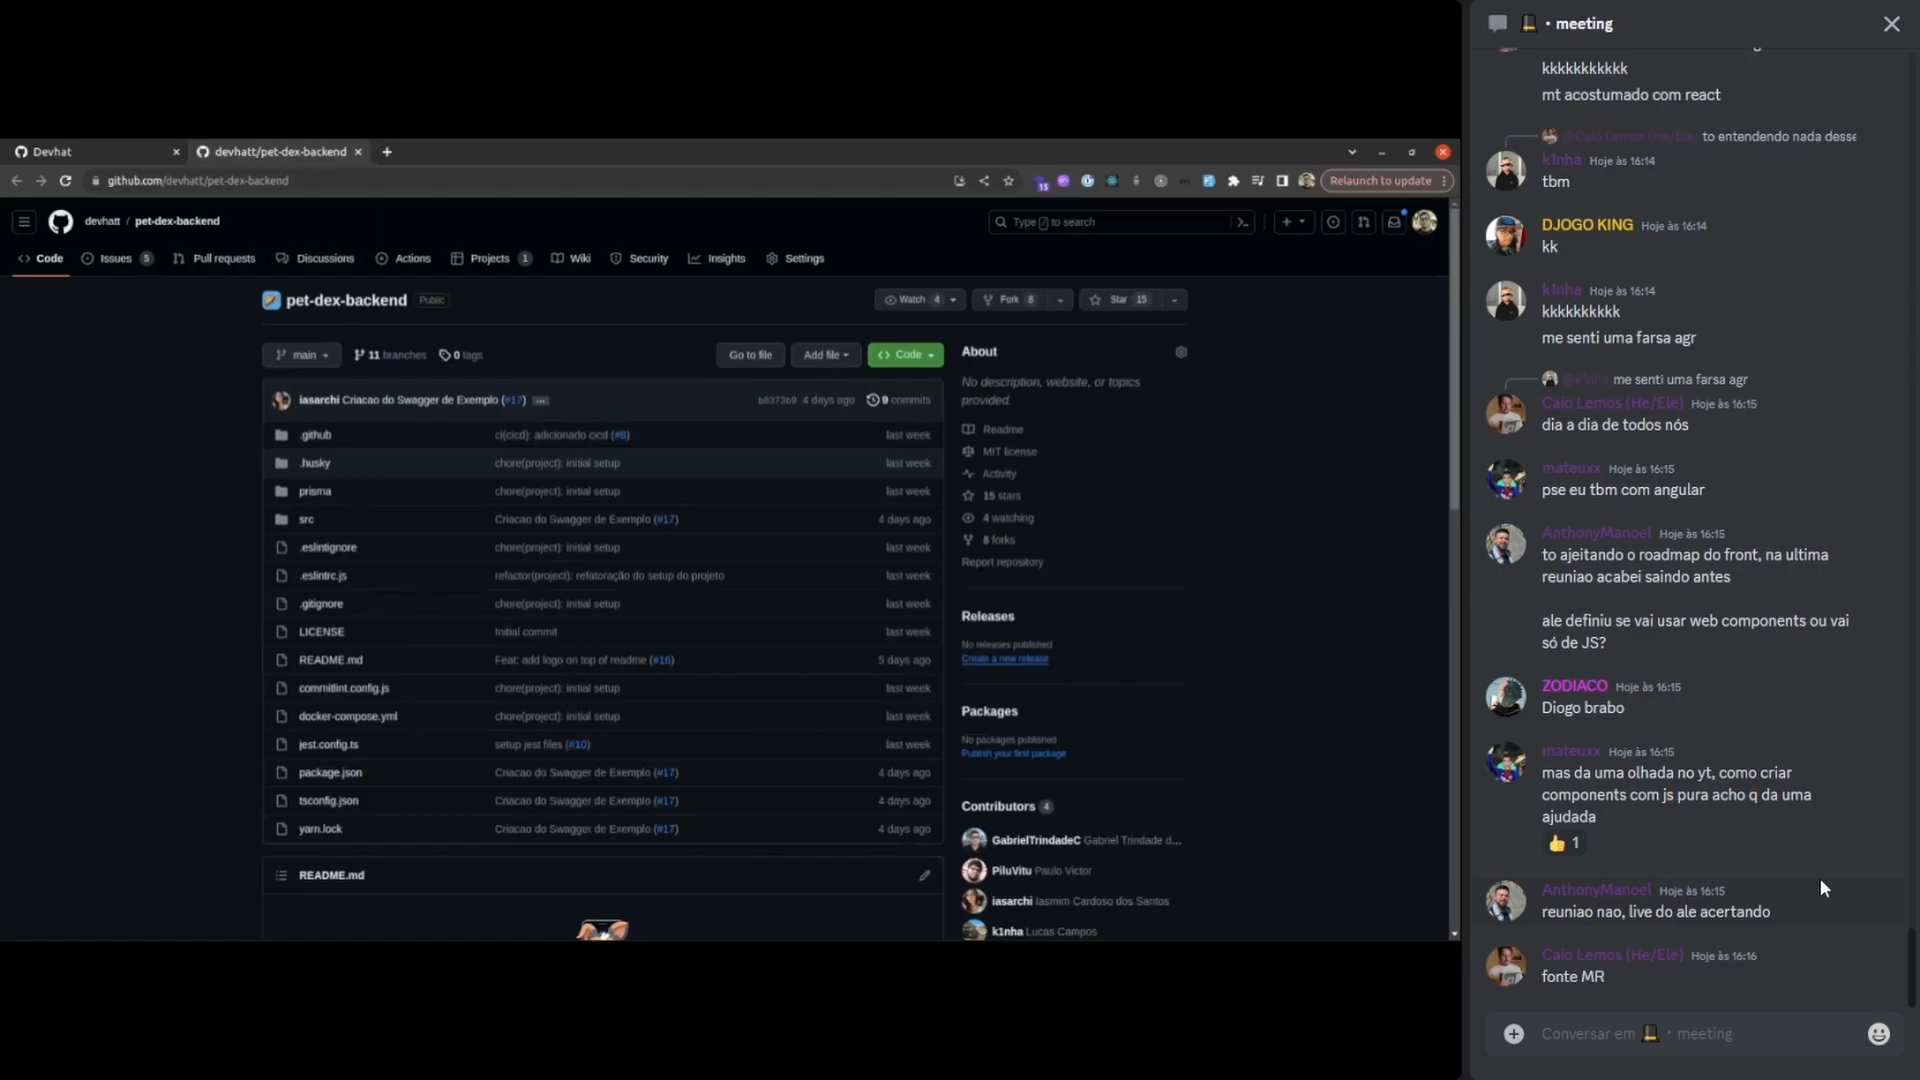 Devhat
devhatt/pet-dex-backend
github.com/devhatt/pet-dex-backend
15
Relaunch to update
devhatt / pet-dex-backend
Type / to search
Code
Issues 5
Pull requests
Discussions
Actions
Projects 1
Wiki
Security
Insights
Settings
pet-dex-backend Public
Watch 4
Fork 8
Star 15
main
11 branches
0 tags
Go to file
Add file
Code
iasarchi Criacao do Swagger de Exemplo (#17) ...
4 days ago
9 commits
.github ci(cicd): adicionado cicd (#8) last week
.husky chore(project): initial setup last week
prisma chore(project): initial setup last week
src Criacao do Swagger de Exemplo (#17) 4 days ago
.eslintignore chore(project): initial setup last week
.eslintrc.js refactor(project): refatoração do setup do projeto last week
.gitignore chore(project): initial setup last week
LICENSE Initial commit last week
README.md Feat: add logo on top of readme (#16) 5 days ago
commitlint.config.js chore(project): initial setup last week
docker-compose.yml chore(project): initial setup last week
jest.config.ts setup jest files (#10) last week
package.json Criacao do Swagger de Exemplo (#17) 4 days ago
tsconfig.json Criacao do Swagger de Exemplo (#17) 4 days ago
yarn.lock Criacao do Swagger de Exemplo (#17) 4 days ago
README.md
About
No description, website, or topics
provided.
Readme
MIT license
Activity
15 stars
4 watching
8 forks
Report repository
Releases
No releases published
Create a new release
Packages
No packages published
Publish your first package
Contributors 4
GabrielTrindadeC Gabriel Trindade d...
PiluVitu Paulo Victor
iasarchi Iasmim Cardoso dos Santos
k1nha Lucas Campos
• meeting
kkkkkkkkkkk
mt acostumado com react
@Caio Lemos (He/Ele) to entendendo nada desse
k1nha Hoje às 16:14
tbm
DJOGO KING Hoje às 16:14
kk
k1nha Hoje às 16:14
kkkkkkkkkk
me senti uma farsa agr
@k1nha me senti uma farsa agr
Caio Lemos (He/Ele) Hoje às 16:15
dia a dia de todos nós
mateuxx Hoje às 16:15
pse eu tbm com angular
AnthonyManoel Hoje às 16:15
to ajeitando o roadmap do front, na ultima
reuniao acabei saindo antes
ale definiu se vai usar web components ou vai
só de JS?
ZODIACO Hoje às 16:15
Diogo brabo
mateuxx Hoje às 16:15
mas da uma olhada no yt, como criar
components com js pura acho q da uma
ajudada
1
AnthonyManoel Hoje às 16:15
reuniao nao, live do ale acertando
Caio Lemos (He/Ele) Hoje às 16:16
fonte MR
Conversar em • meeting